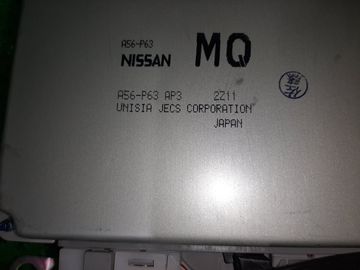 A56-P63
NISSAN MQ
A56-P63 AP3 2Z11
UNISIA JECS CORPORATION
JAPAN